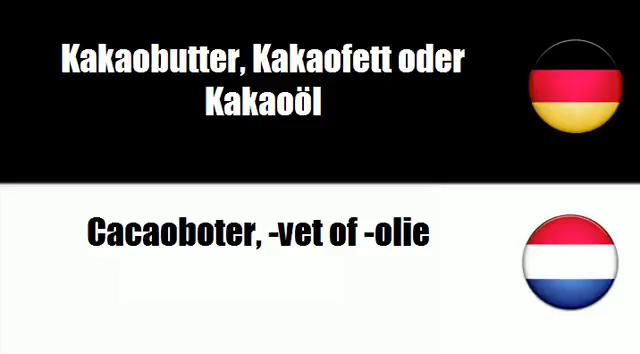 Kakaobutter, Kakaofett oder
Kakaoöl
Cacaoboter, -vet of -olie